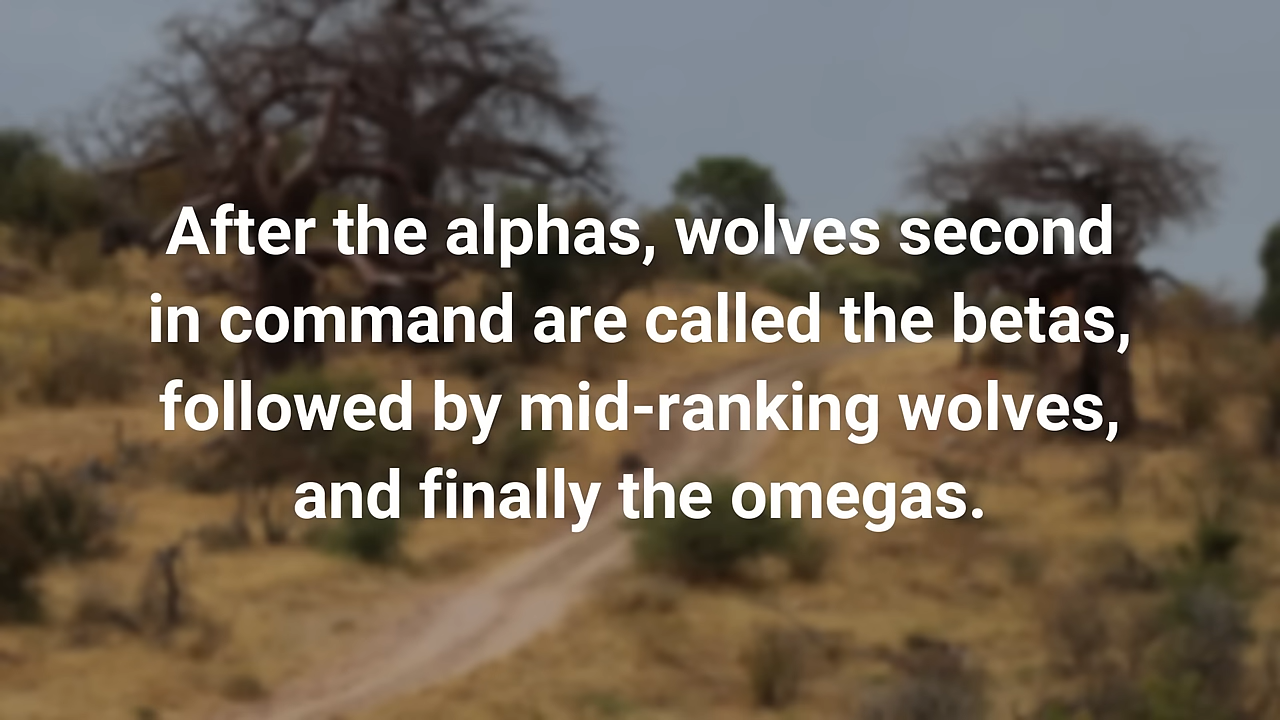 After the alphas, wolves second
in command are called the betas,
followed by mid-ranking wolves,
and finally the omegas.